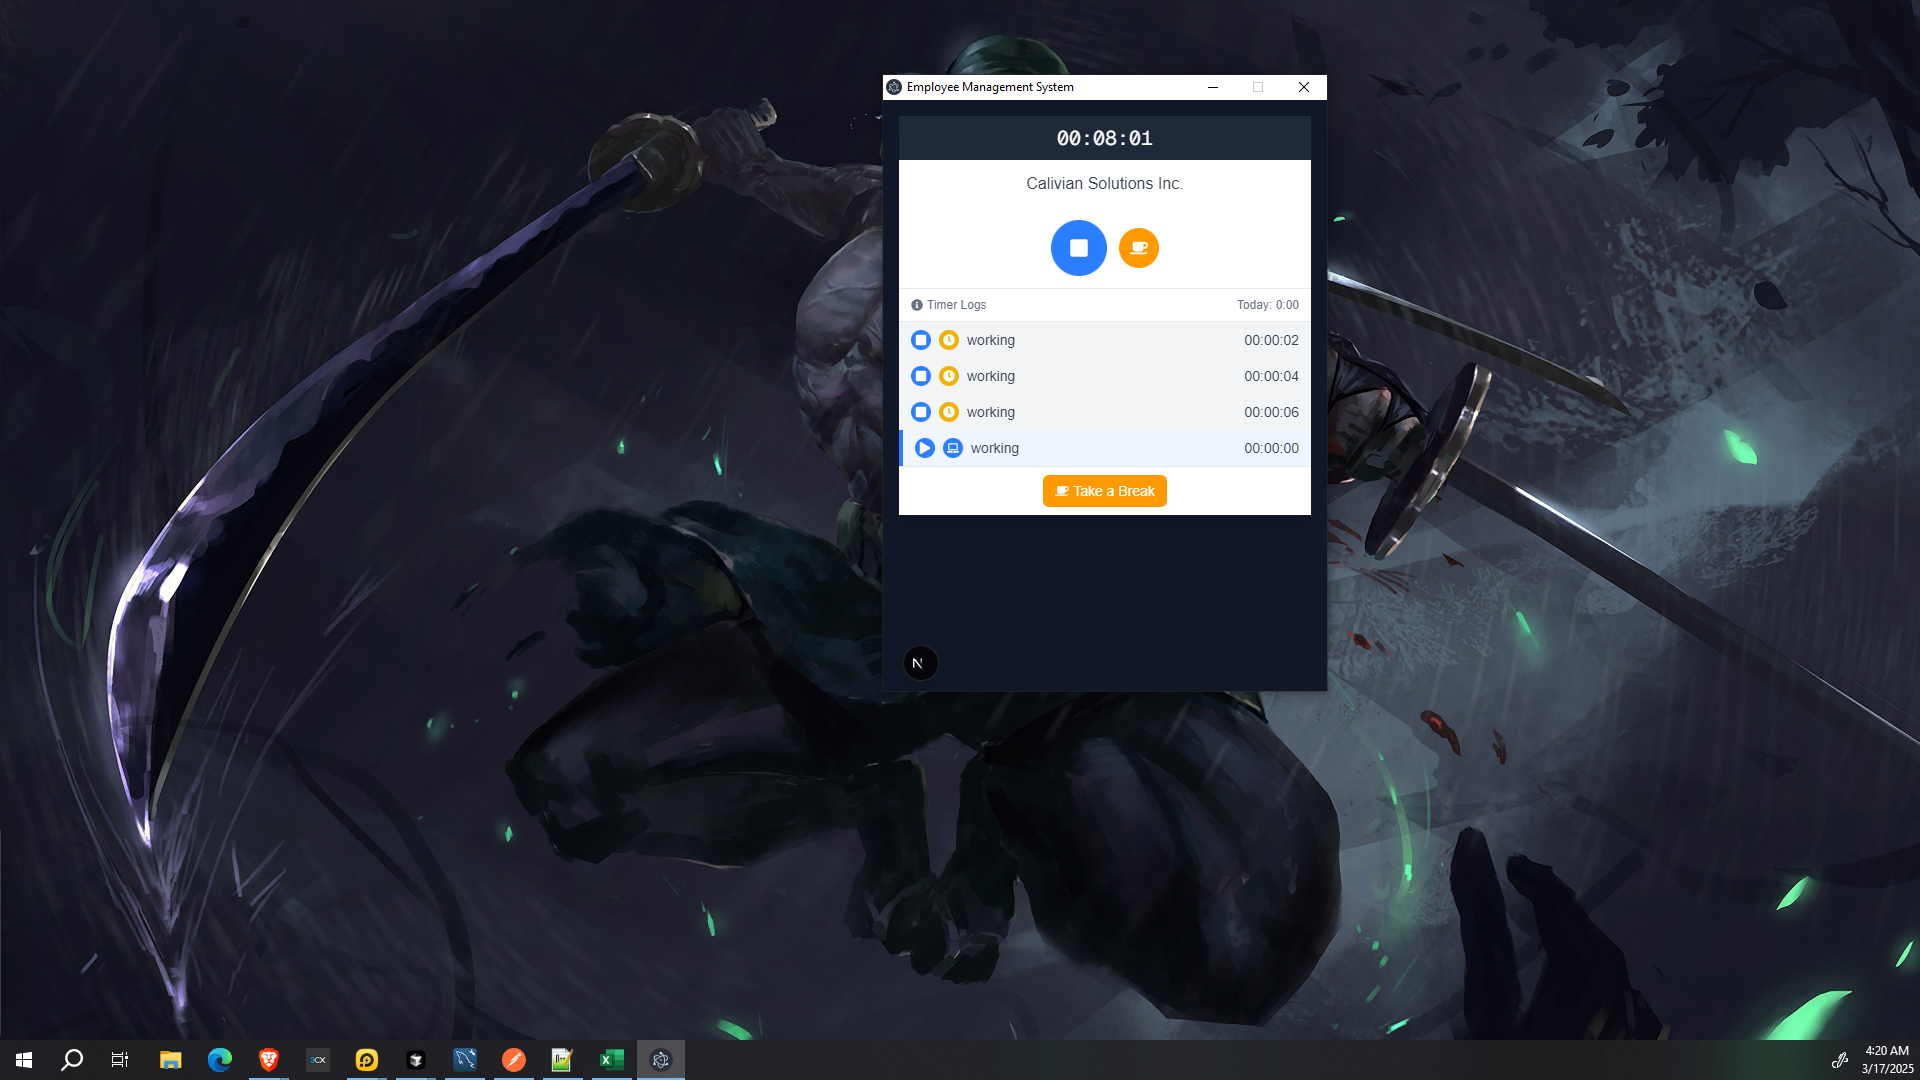 Employee Management System
00:08:01
Calivian Solutions Inc.
Timer Logs Today: 0:00
working 00:00:02
working 00:00:04
working 00:00:06
working 00:00:00
Take a Break
N
3CX
4:20 AM
3/17/2025